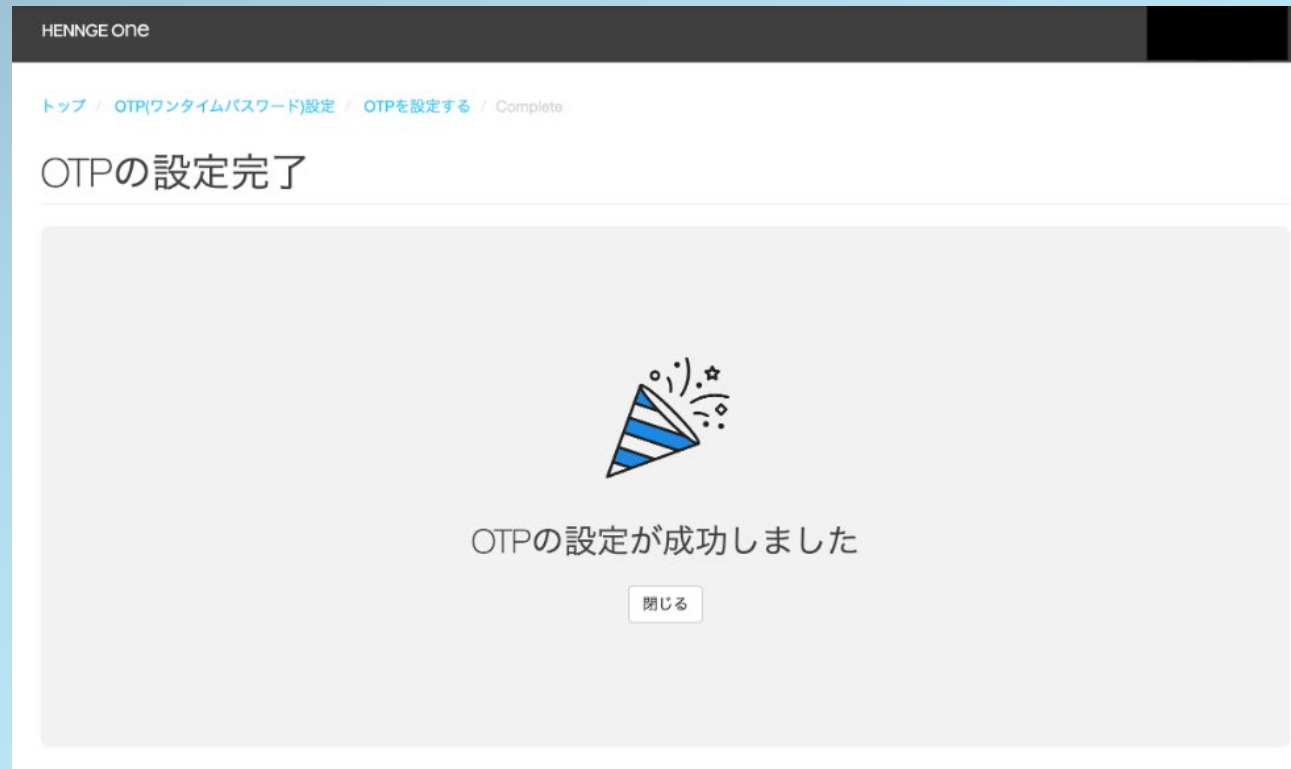 HENNGE one
トップ / OTP(ワンタイムパスワード)設定 / OTPを設定する / Complete
OTPの設定完了
OTPの設定が成功しました
閉じる